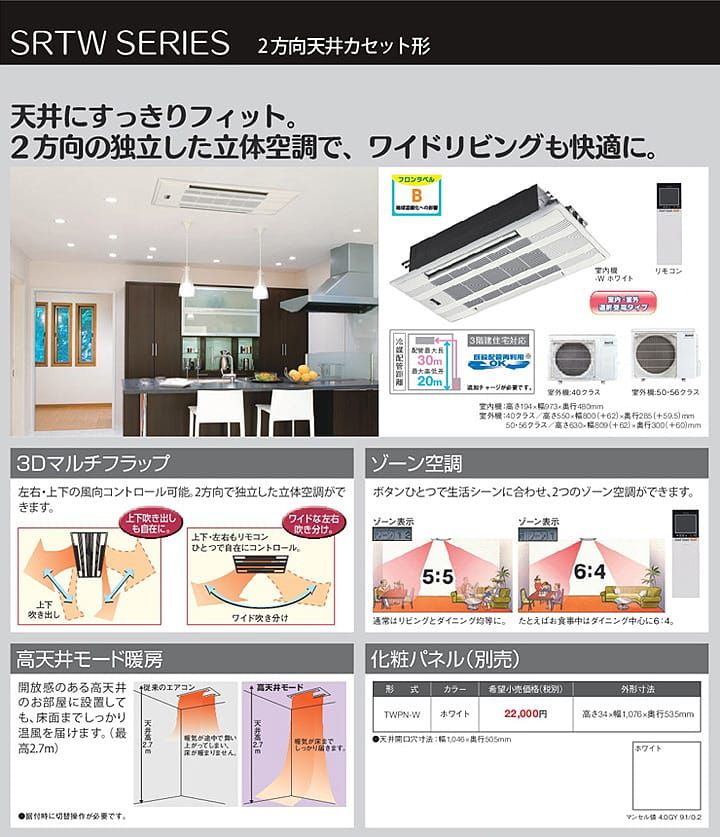 SRTW SERIES 2方向天井カセット形
天井にすっきりフィット。
2方向の独立した立体空調で、ワイドリビングも快適に。
フロンラベル
B
地球温暖化への影響
室内機
-W ホワイト
リモコン
室内・室外
選択受電タイプ
冷媒配管距離
配管最大長
30m
最大高低差
20m
3階建住宅対応
既設配管再利用※
OK
追加チャージが必要です。
室外機:40クラス
室外機:50・56クラス
室内機:高さ194×幅973×奥行480mm
室外機:40クラス/高さ550×幅800(+62)×奥行285(+59.5)mm
50・56クラス/高さ630×幅809(+62)×奥行300(+60)mm
3Dマルチフラップ
左右・上下の風向コントロール可能。2方向で独立した立体空調がで
きます。
上下吹き出し
も自在に。
上下
吹き出し
上下・左右もリモコン
ひとつで自在にコントロール。
ワイドな左右
吹き分け。
ワイド吹き分け
ゾーン空調
ボタンひとつで生活シーンに合わせ、2つのゾーン空調ができます。
ゾーン表示
5:5
通常はリビングとダイニング均等に。
ゾーン表示
6:4
たとえばお食事中はダイニング中心に6:4。
高天井モード暖房
開放感のある高天井
のお部屋に設置して
も、床面までしっかり
温風を届けます。(最
高2.7m)
従来のエアコン
天井高2.7m
暖気が途中で舞い
上がってしまい、
床が暖まりません。
高天井モード
天井高2.7m
暖気が床まで
しっかり届きます。
●据付時に切替操作が必要です。
化粧パネル(別売)
形 式 カラー 希望小売価格(税別) 外形寸法
TWPN-W ホワイト 22,000円 高さ34×幅1,076×奥行535mm
●天井開口穴寸法:幅1,046×奥行505mm
ホワイト
マンセル値 4.0GY 9.1/0.2